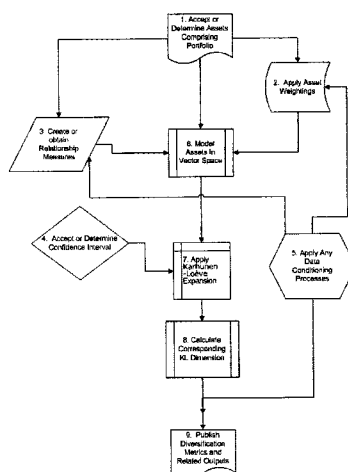 1. Accept or
Determine Assets
Comprising
Portfolio
2. Apply Asset
Weightings
3. Create or
obtain
Relationship
Measures
6. Model
Assets In
Vector Space
4. Accept or Determine
Confidence Interval
7. Apply
Karhunen
-Loève
Expansion
5. Apply Any
Data
Conditioning
Processes
8. Calculate
Corresponding
KL Dimension
9. Publish
Diversification
Metrics and
Related Outputs